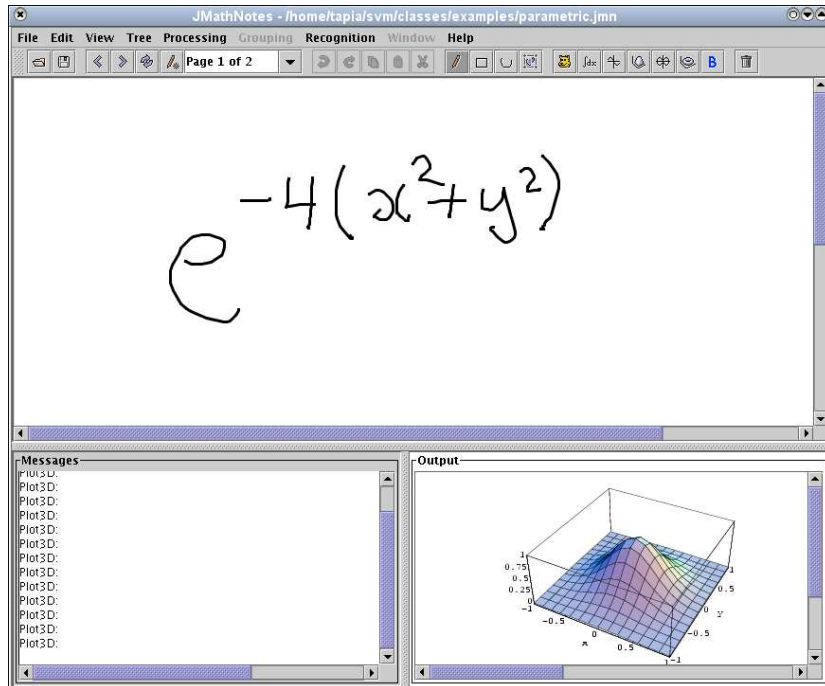 JMathNotes - /home/tapia/svm/classes/examples/parametric.jmn
File Edit View Tree Processing Grouping Recognition Window Help
Page 1 of 2 ∫dx B
e^{-4(x^2+y^2)}
Messages
Plot3D:
Plot3D:
Plot3D:
Plot3D:
Plot3D:
Plot3D:
Plot3D:
Plot3D:
Plot3D:
Plot3D:
Plot3D:
Plot3D:
Plot3D:
Output
1
0.75
0.5
0.25
0
-1
-0.5
0
x
0.5
1
-1
-0.5
0
y
0.5
1